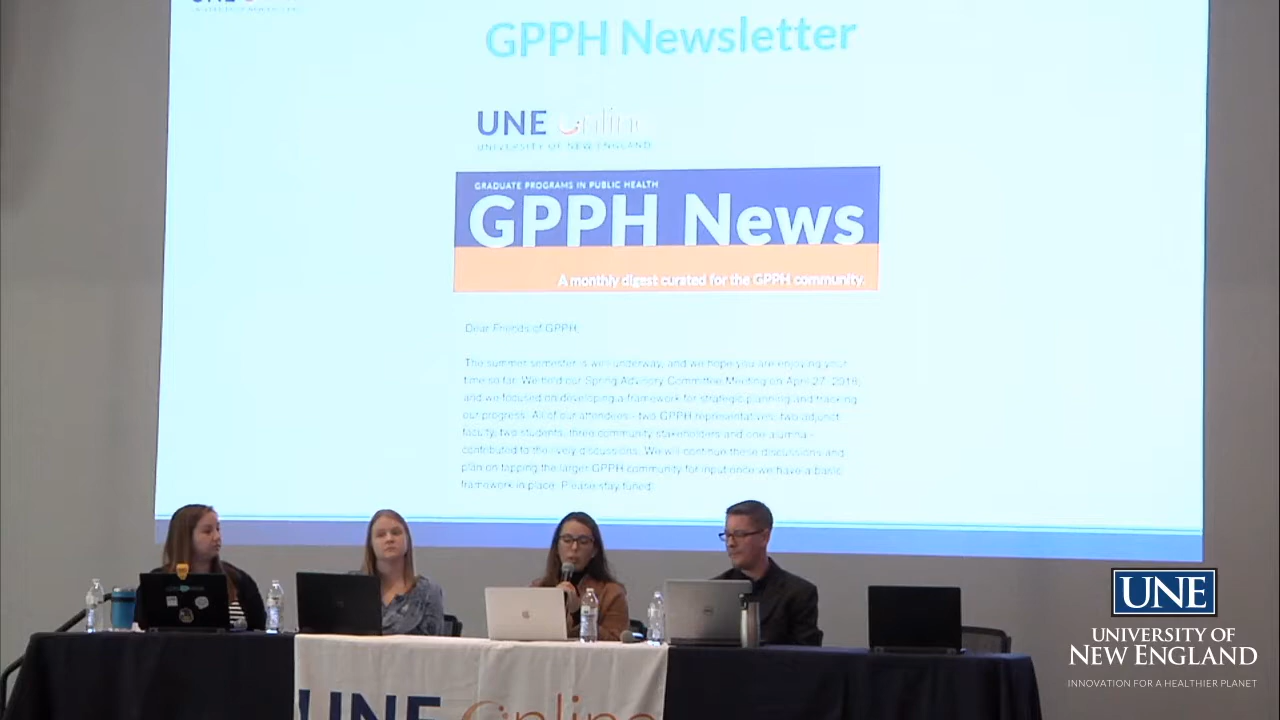 UNE
GPPH Newsletter
UNE Online
UNIVERSITY OF NEW ENGLAND
GRADUATE PROGRAMS IN PUBLIC HEALTH
GPPH News
A monthly digest curated for the GPPH community.
Dear Friends of GPPH,
The summer semester is well underway, and we hope you are enjoying your
time so far. We held our Spring Advisory Committee Meeting on April 27, 2018,
and we focused on developing a framework for strategic planning and tracking
our progress. All of our attendees - two GPPH representatives, two adjunct
faculty, two students, three community stakeholders and one alumna -
contributed to the lively discussions. We will continue these discussions and
plan on tapping the larger GPPH community for input once we have a basic
framework in place. Please stay tuned!
UNE
UNIVERSITY OF
NEW ENGLAND
INNOVATION FOR A HEALTHIER PLANET
UNE Online